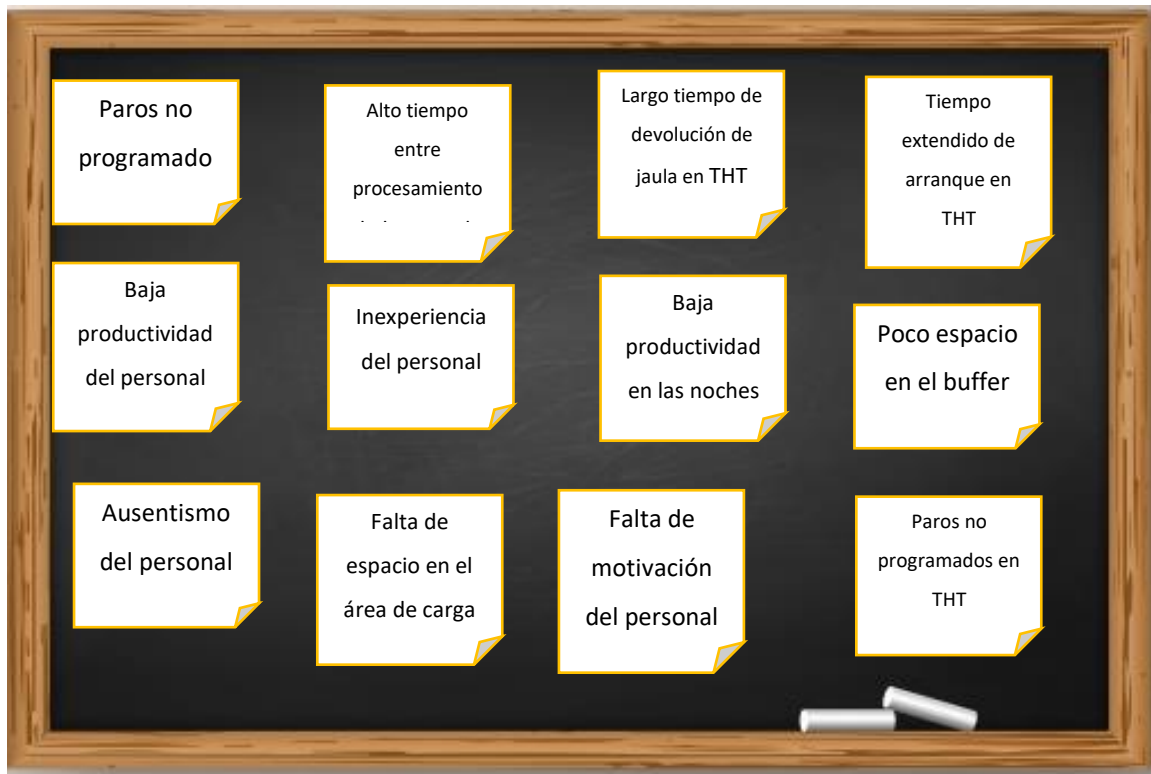 Paros no
programado
Alto tiempo
entre
procesamiento
Largo tiempo de
devolución de
jaula en THT
Tiempo
extendido de
arranque en
THT
Baja
productividad
del personal
Inexperiencia
del personal
Baja
productividad
en las noches
Poco espacio
en el buffer
Ausentismo
del personal
Falta de
espacio en el
área de carga
Falta de
motivación
del personal
Paros no
programados en
THT